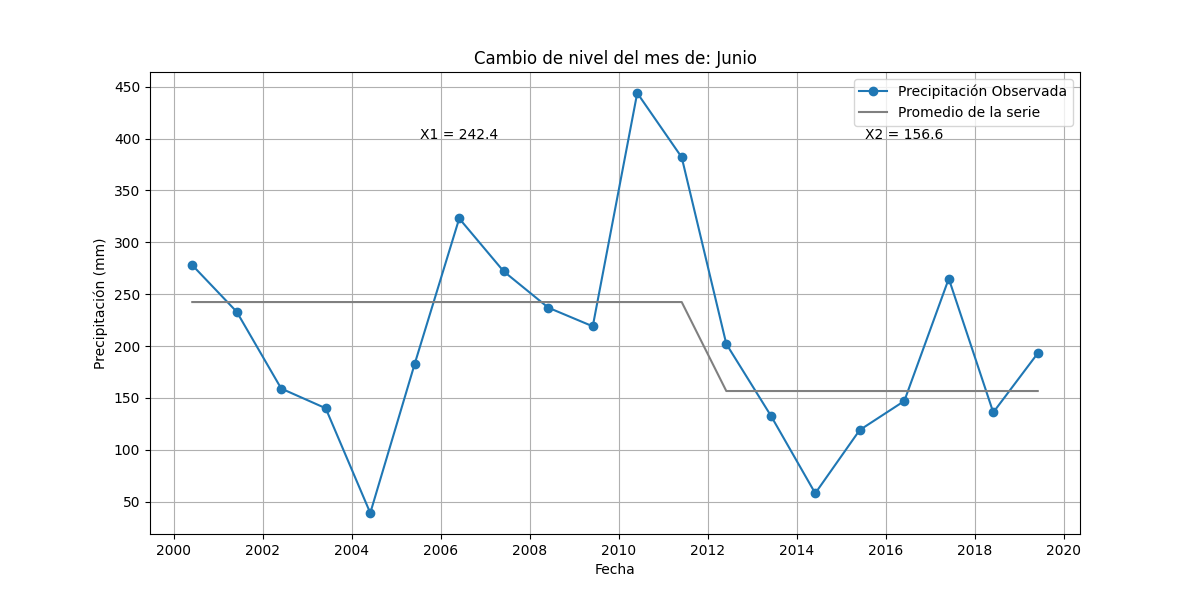 Cambio de nivel del mes de: Junio
Precipitación Observada
Promedio de la serie
X1 = 242.4
X2 = 156.6
Precipitación (mm)
450
400
350
300
250
200
150
100
50
2000 2002 2004 2006 2008 2010 2012 2014 2016 2018 2020
Fecha